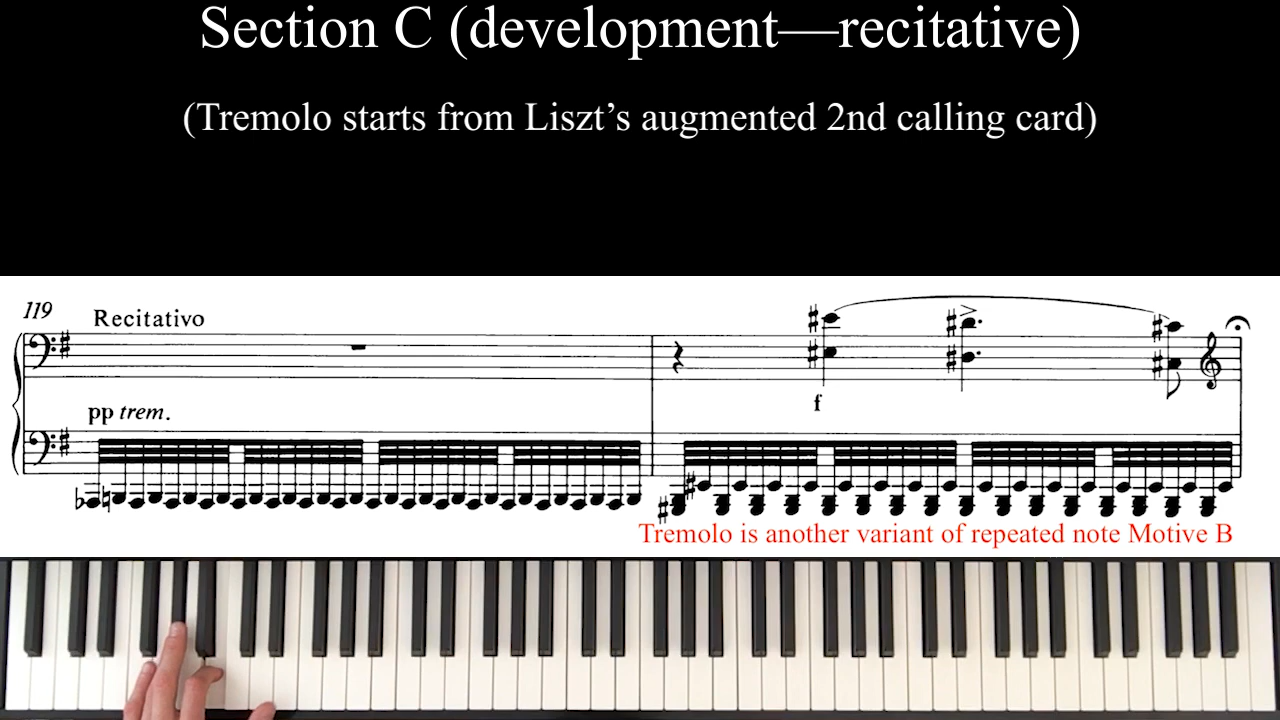 Section C (development—recitative)
(Tremolo starts from Liszt’s augmented 2nd calling card)
119
Recitativo
f
pp trem.
Tremolo is another variant of repeated note Motive B